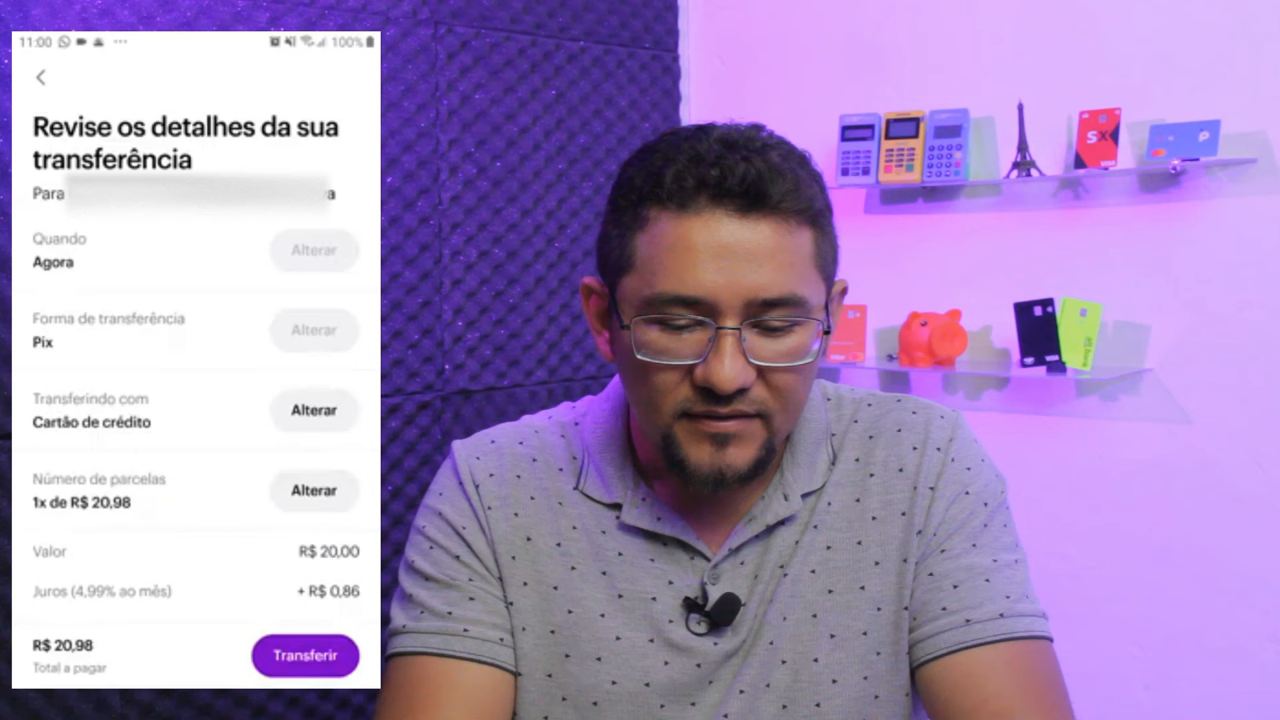 11:00
100%
Revise os detalhes da sua
transferência
Para a
Quando
Agora
Alterar
Forma de transferência
Pix
Alterar
Transferindo com
Cartão de crédito
Alterar
Número de parcelas
1x de R$ 20,98
Alterar
Valor
R$ 20,00
Juros (4,99% ao mês)
+ R$ 0,86
R$ 20,98
Total a pagar
Transferir
SX
VISA